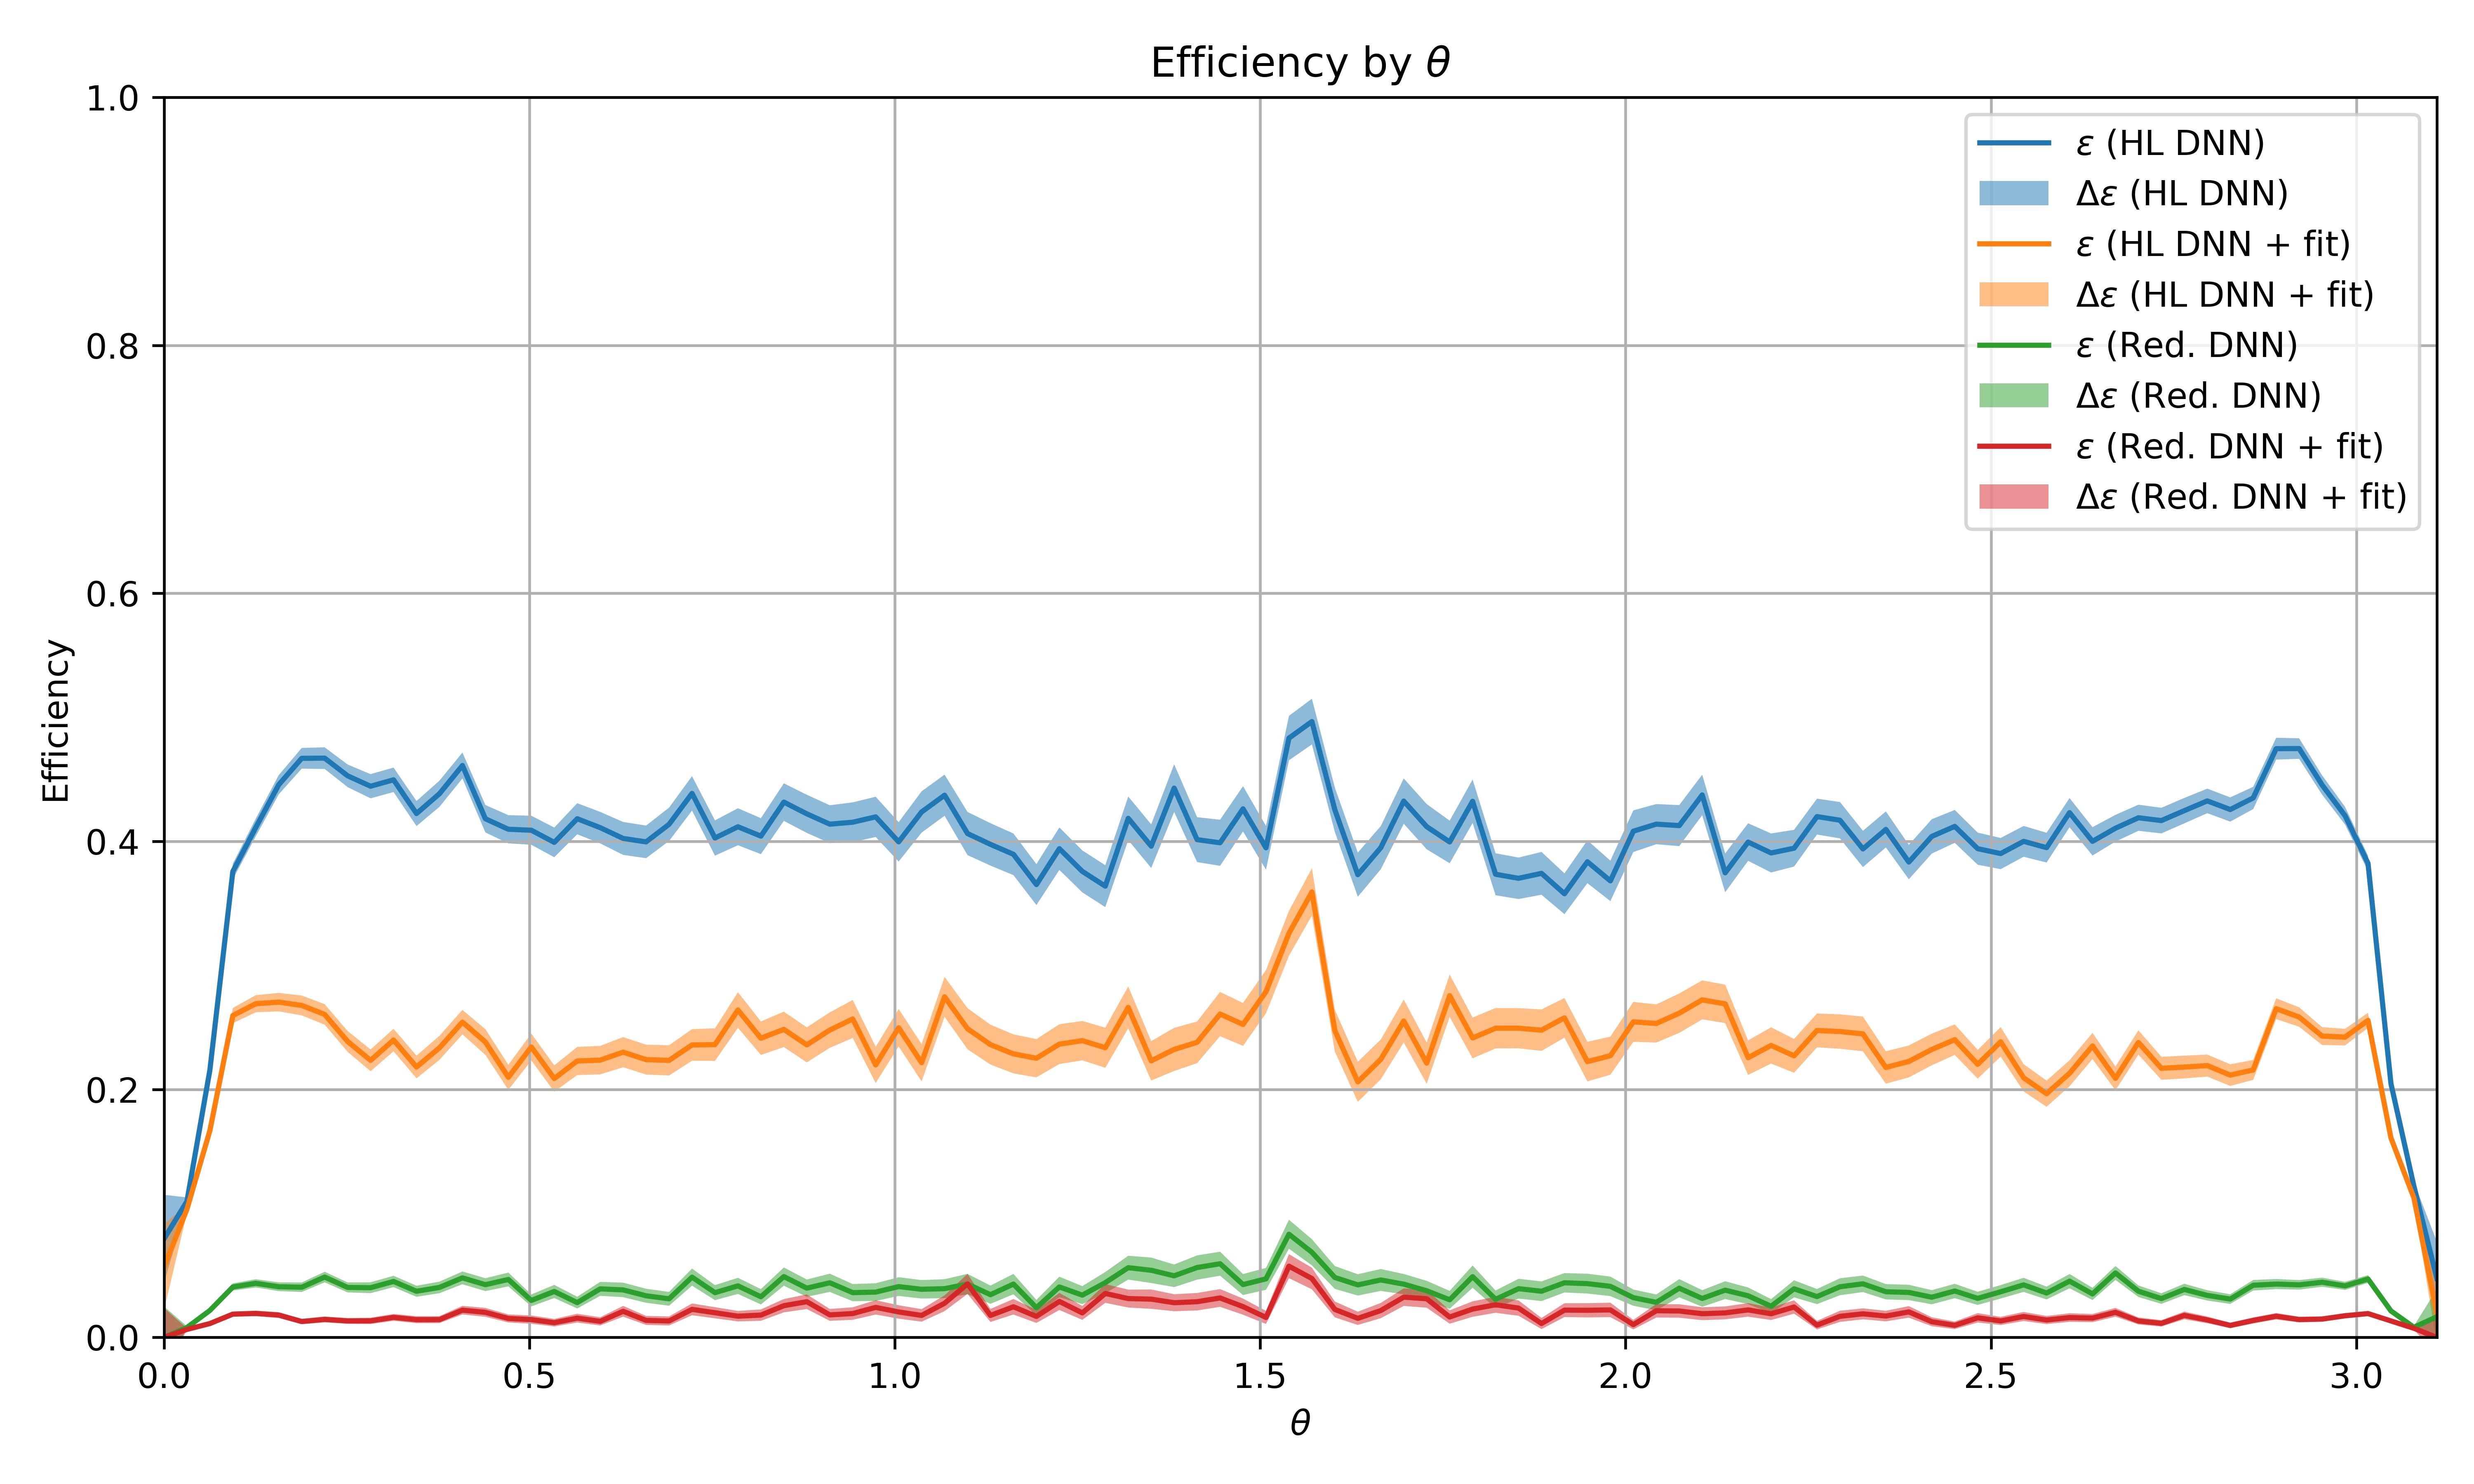 Efficiency by θ
1.0
0.8
0.6
0.4
0.2
0.0
Efficiency
ε (HL DNN)
Δε (HL DNN)
ε (HL DNN + fit)
Δε (HL DNN + fit)
ε (Red. DNN)
Δε (Red. DNN)
ε (Red. DNN + fit)
Δε (Red. DNN + fit)
0.0 0.5 1.0 1.5 2.0 2.5 3.0
θ